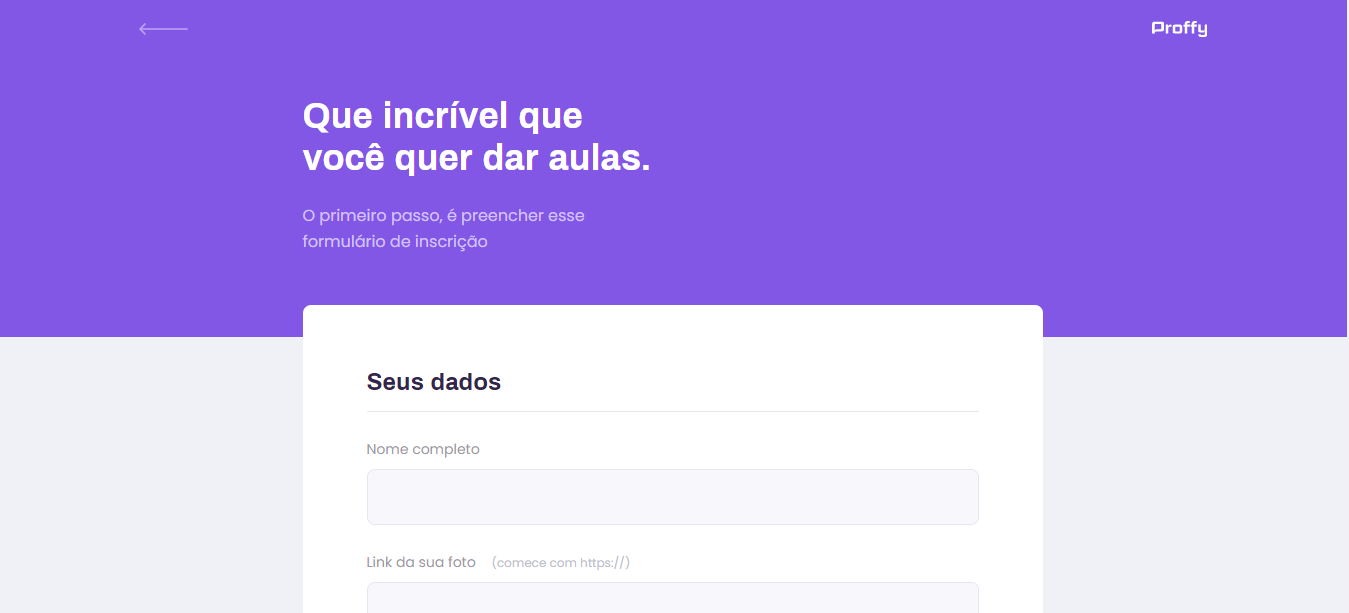 Proffy
Que incrível que
você quer dar aulas.
O primeiro passo, é preencher esse
formulário de inscrição
Seus dados
Nome completo
Link da sua foto (comece com https://)